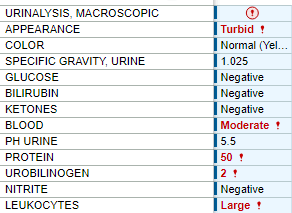 URINALYSIS, MACROSCOPIC !
APPEARANCE Turbid !
COLOR Normal (Yel...
SPECIFIC GRAVITY, URINE 1.025
GLUCOSE Negative
BILIRUBIN Negative
KETONES Negative
BLOOD Moderate !
PH URINE 5.5
PROTEIN 50 !
UROBILINOGEN 2 !
NITRITE Negative
LEUKOCYTES Large !